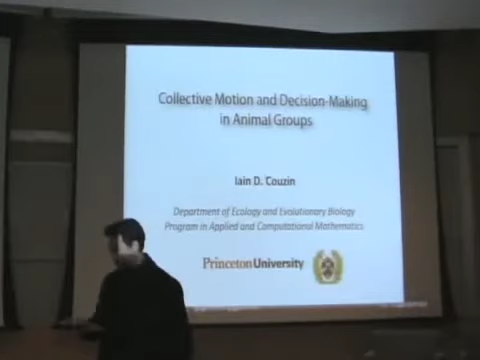 Collective Motion and Decision-Making
in Animal Groups
Iain D. Couzin
Department of Ecology and Evolutionary Biology
Program in Applied and Computational Mathematics
Princeton University